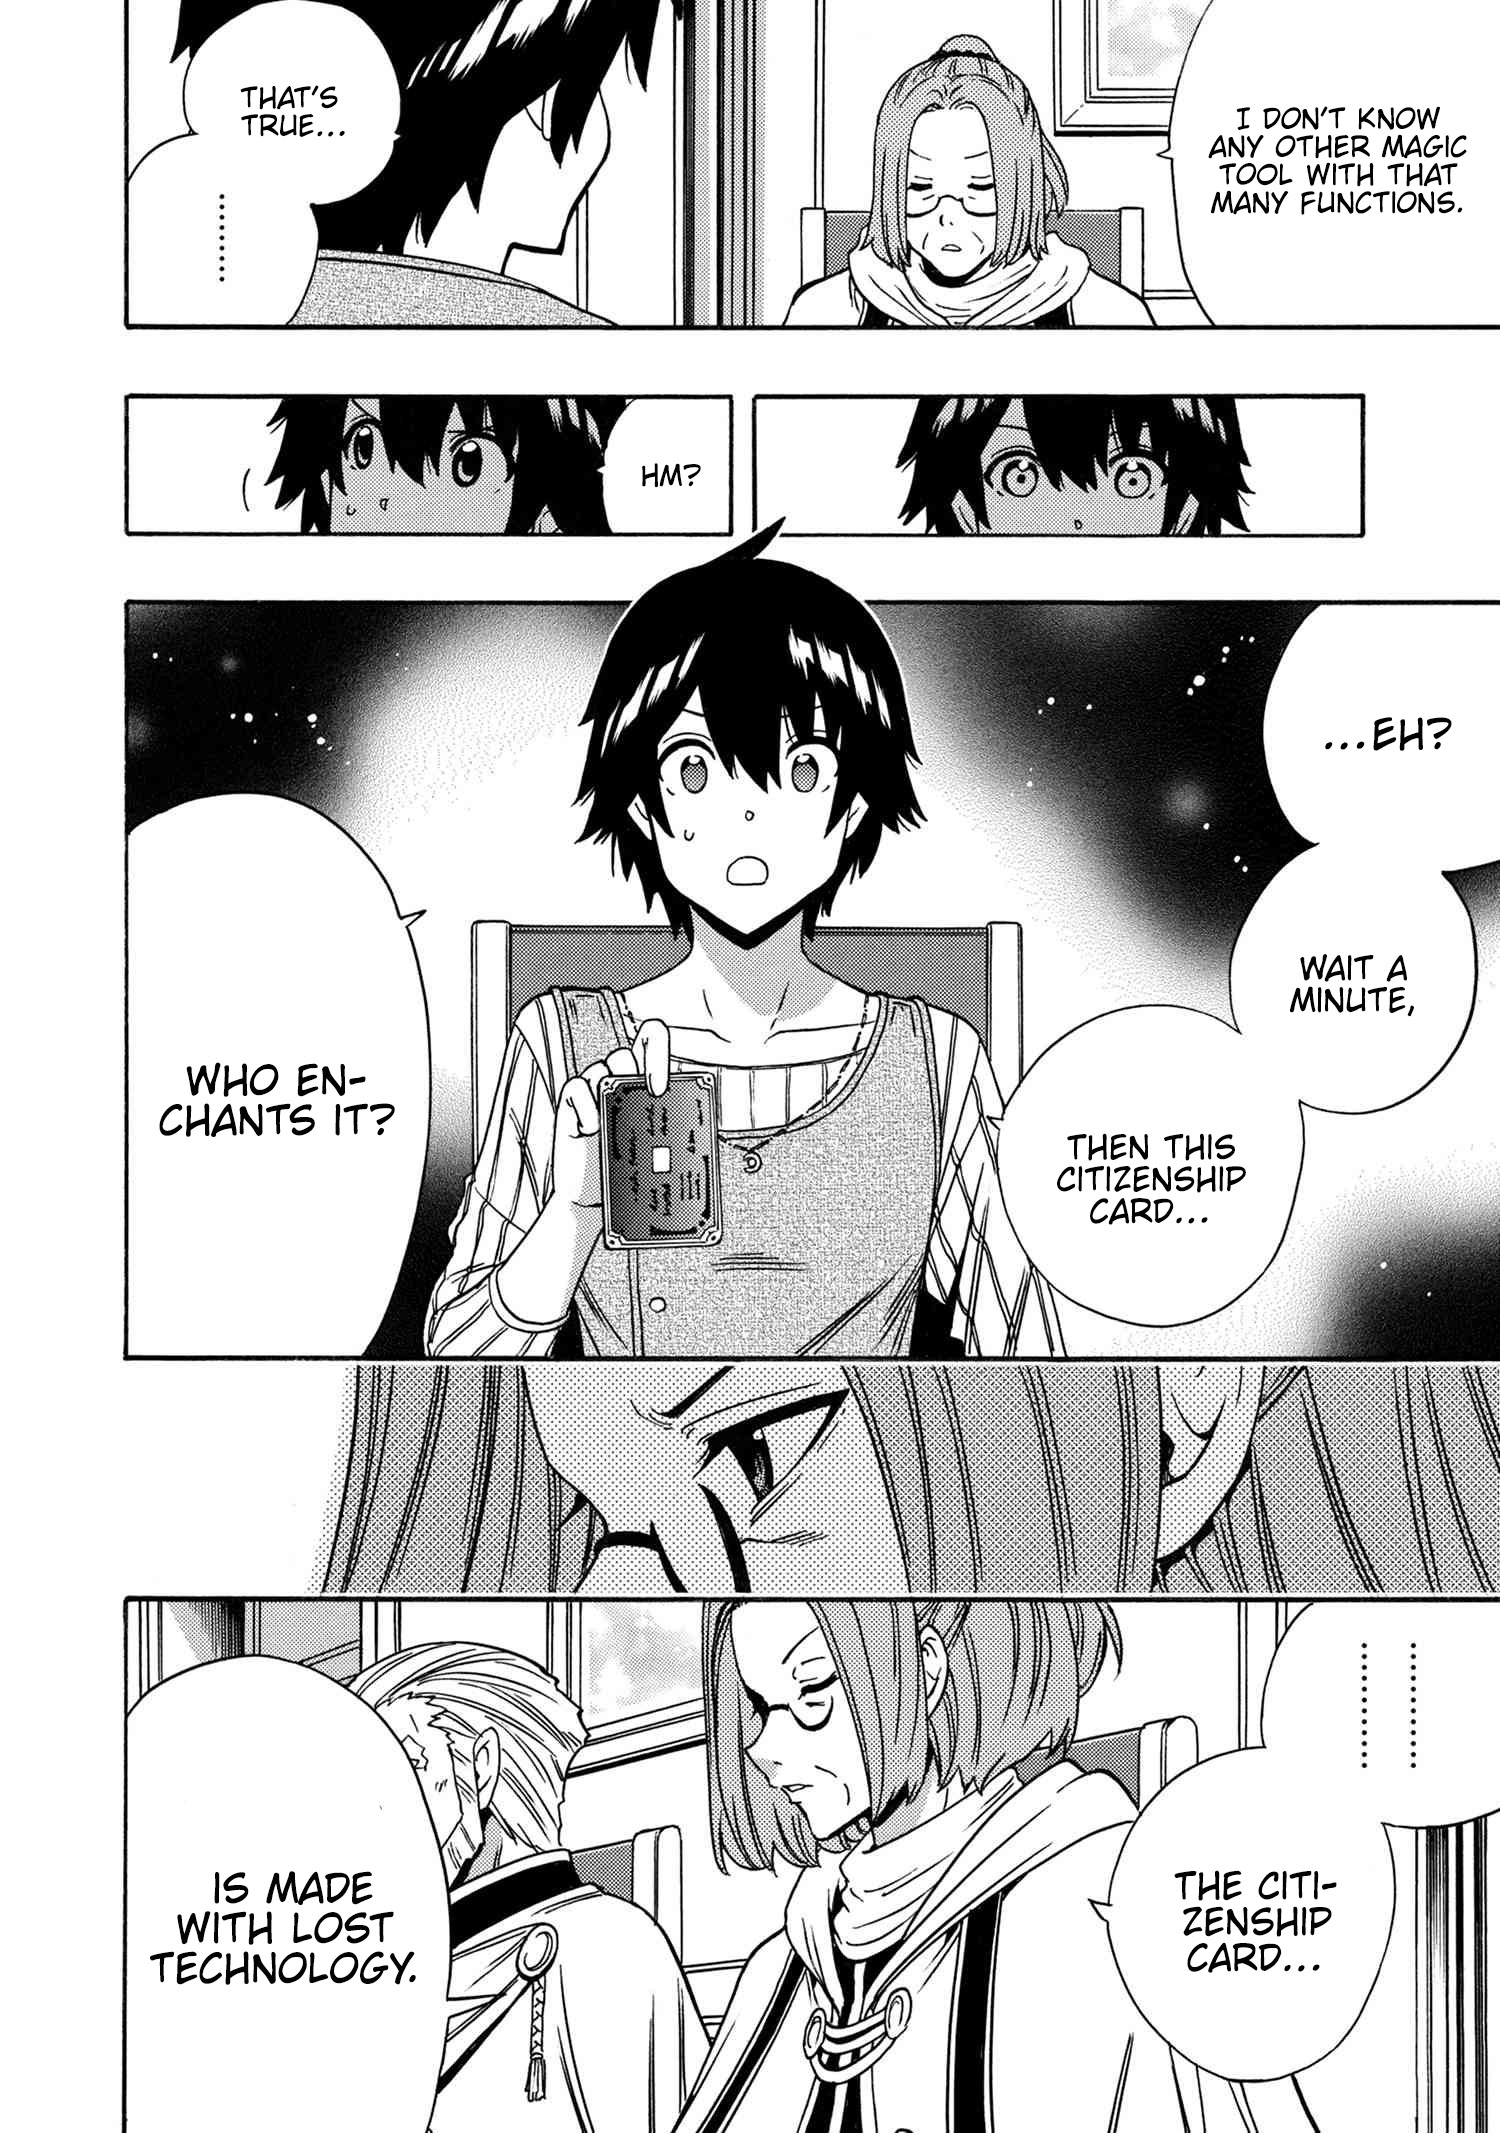 I DON'T KNOW
ANY OTHER MAGIC
TOOL WITH THAT
MANY FUNCTIONS.
THAT'S
TRUE...
........
HM?
...EH?
WAIT A
MINUTE,
THEN THIS
CITIZENSHIP
CARD...
WHO EN-
CHANTS IT?
........
........
THE CITI-
ZENSHIP
CARD...
IS MADE
WITH LOST
TECHNOLOGY.